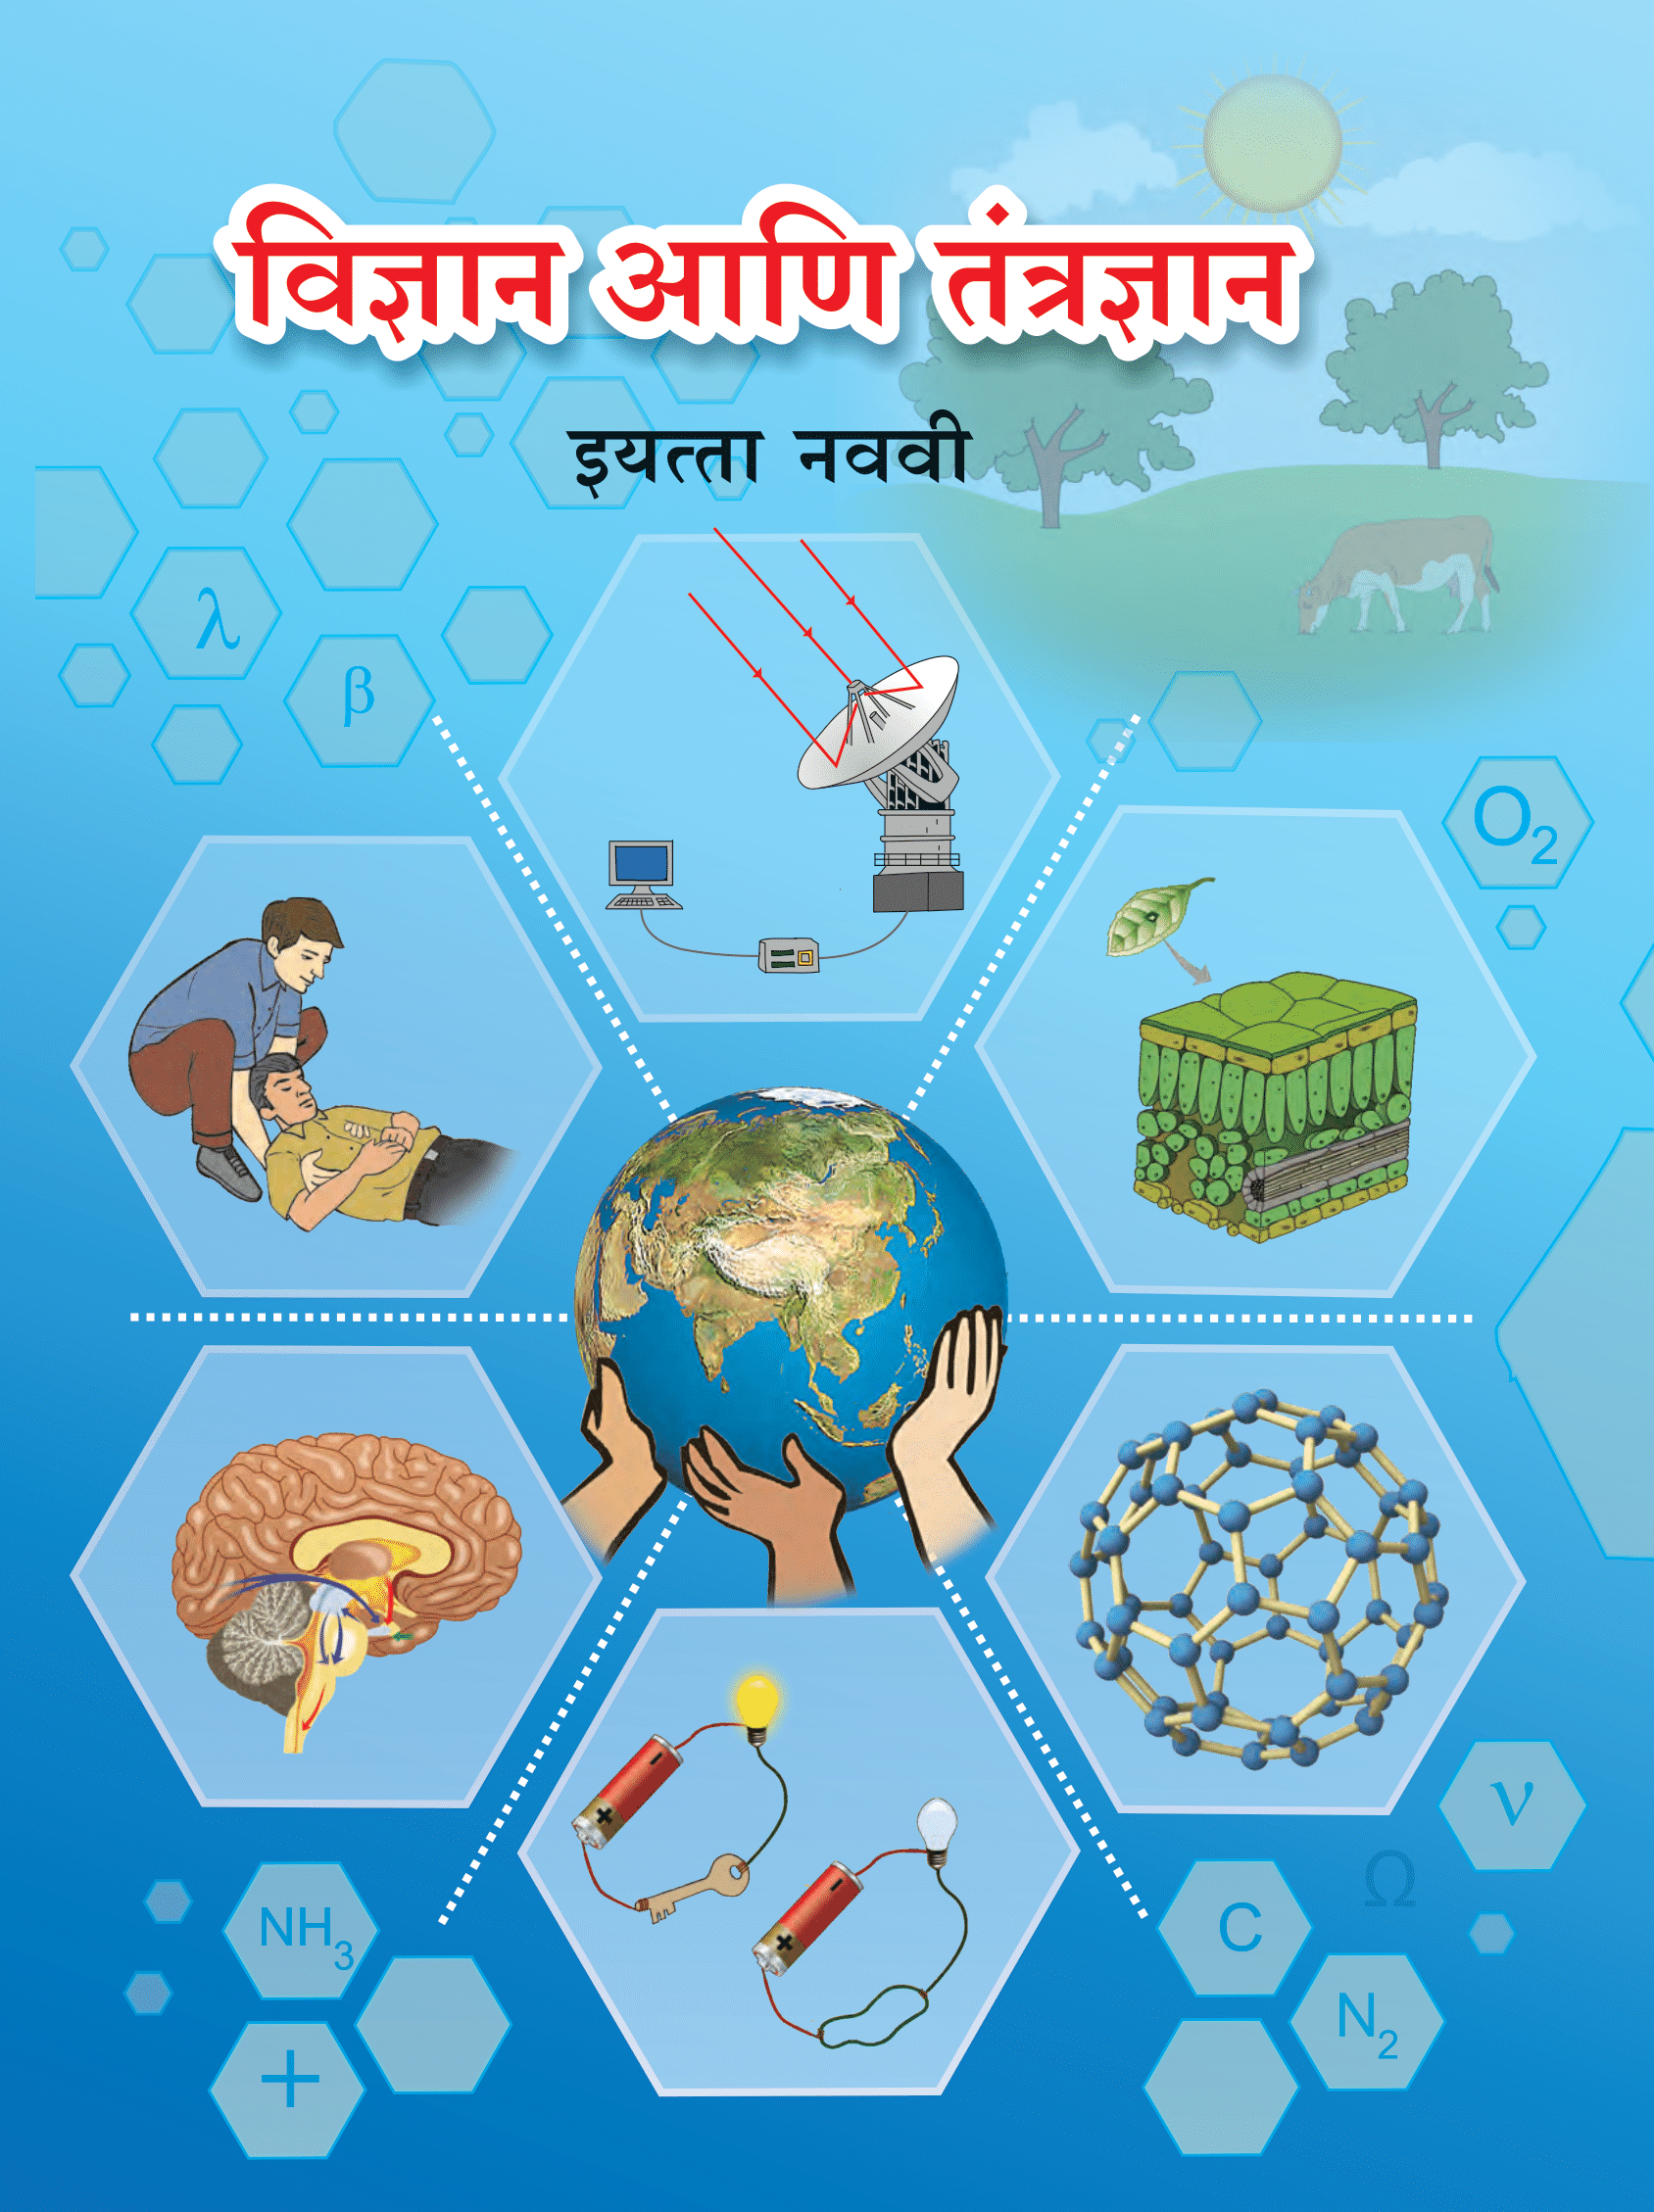 विज्ञान आणि तंत्रज्ञान
इयत्ता नववी
λ
β
O₂
NH₃
+
ν
Ω
C
N₂